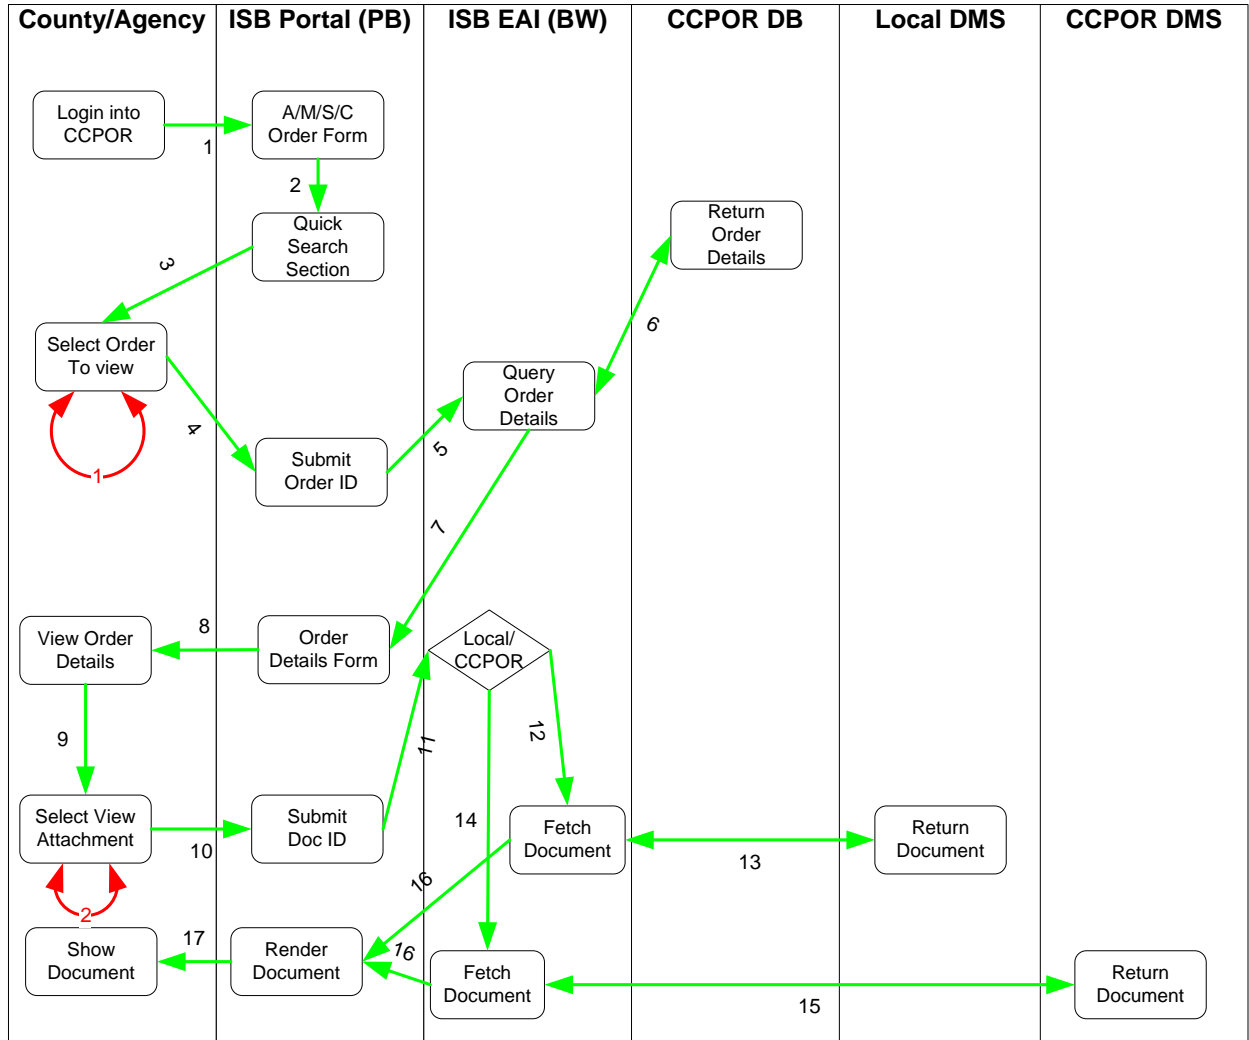 County/Agency
ISB Portal (PB)
ISB EAI (BW)
CCPOR DB
Local DMS
CCPOR DMS
Login into
CCPOR
1
A/M/S/C
Order Form
2
Quick
Search
Section
Return
Order
Details
3
6
Select Order
To view
Query
Order
Details
4
5
1
Submit
Order ID
7
8
View Order
Details
Order
Details Form
Local/
CCPOR
9
11
12
Select View
Attachment
10
Submit
Doc ID
14
Fetch
Document
13
Return
Document
16
2
17
16
Show
Document
Render
Document
Fetch
Document
15
Return
Document